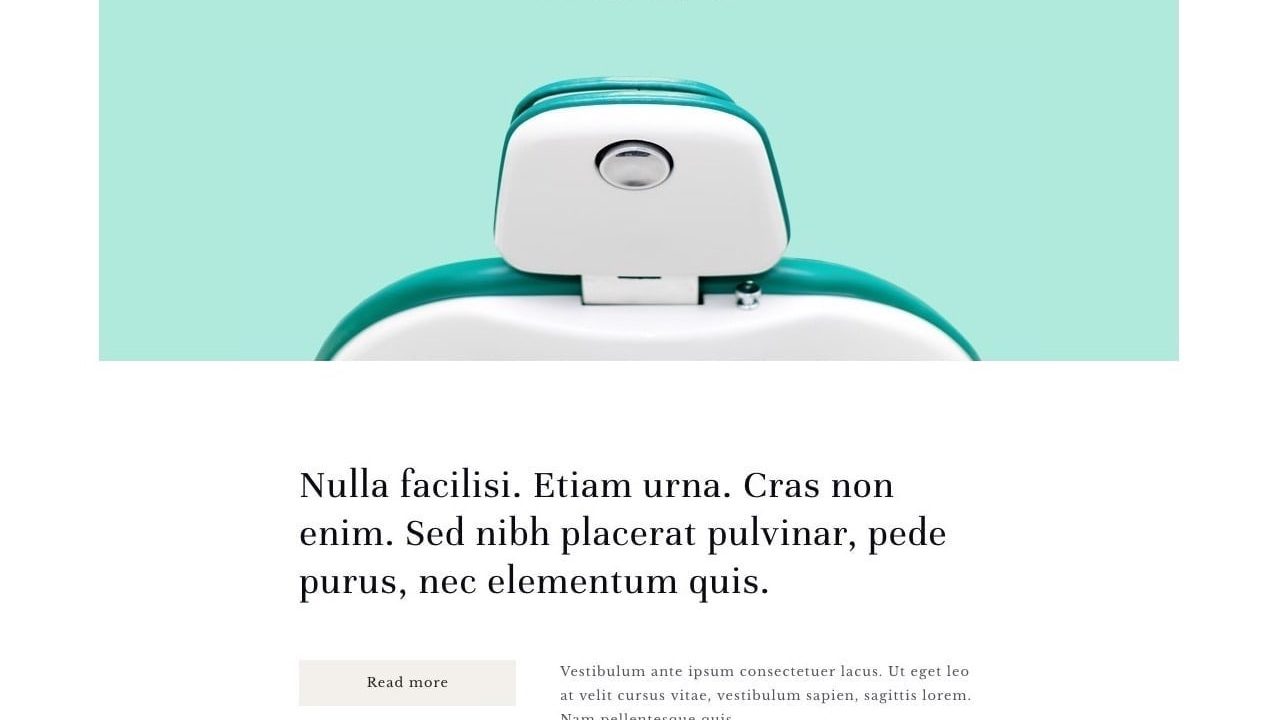 Nulla facilisi. Etiam urna. Cras non
enim. Sed nibh placerat pulvinar, pede
purus, nec elementum quis.
Read more
Vestibulum ante ipsum consectetuer lacus. Ut eget leo
at velit cursus vitae, vestibulum sapien, sagittis lorem.
Nam pellentesque quis